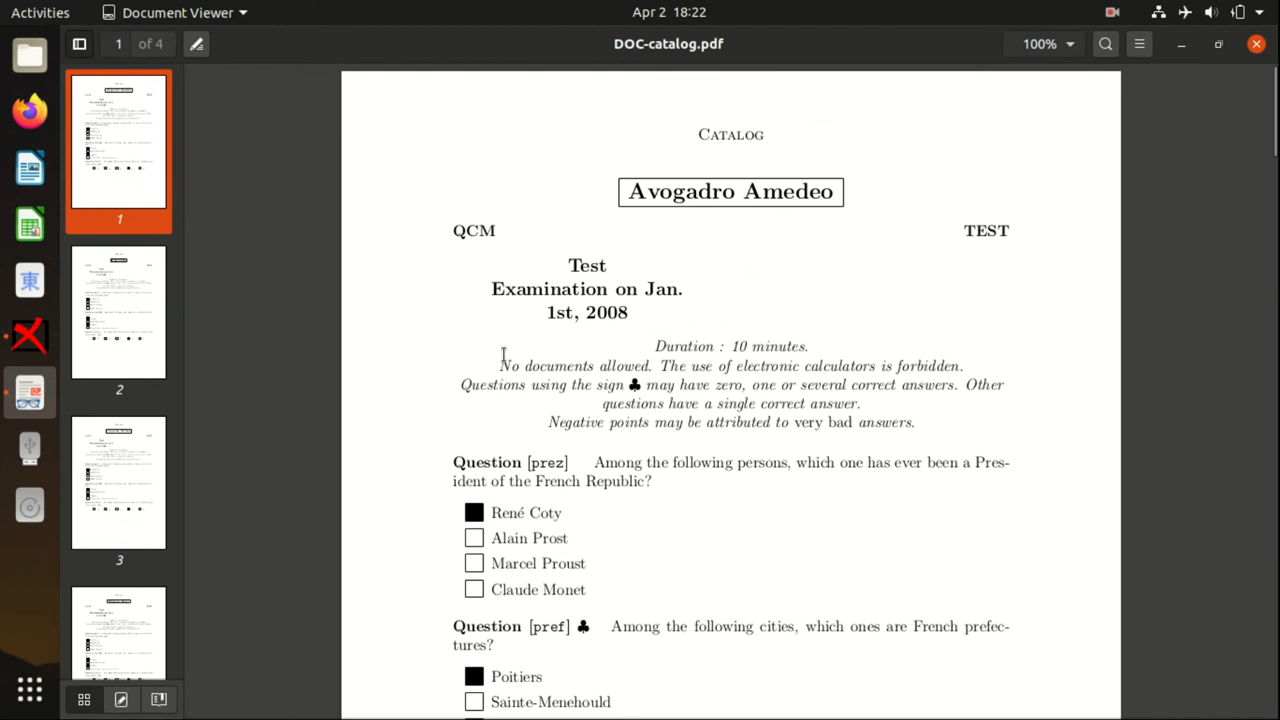 Activities
Document Viewer
Apr 2 18:22
1
of 4
DOC-catalog.pdf
100%
1
2
3
CATALOG
Avogadro Amedeo
QCM
TEST
Test
Examination on Jan.
1st, 2008
Duration : 10 minutes.
No documents allowed. The use of electronic calculators is forbidden.
Questions using the sign ♣ may have zero, one or several correct answers. Other
questions have a single correct answer.
Negative points may be attributed to very bad answers.
Question [prez] Among the following persons, which one has ever been a Pres-
ident of the French Republic?
René Coty
Alain Prost
Marcel Proust
Claude Monet
Question ♣ the following cities ones are French
tures?
Poitiers
Sainte-Menehould